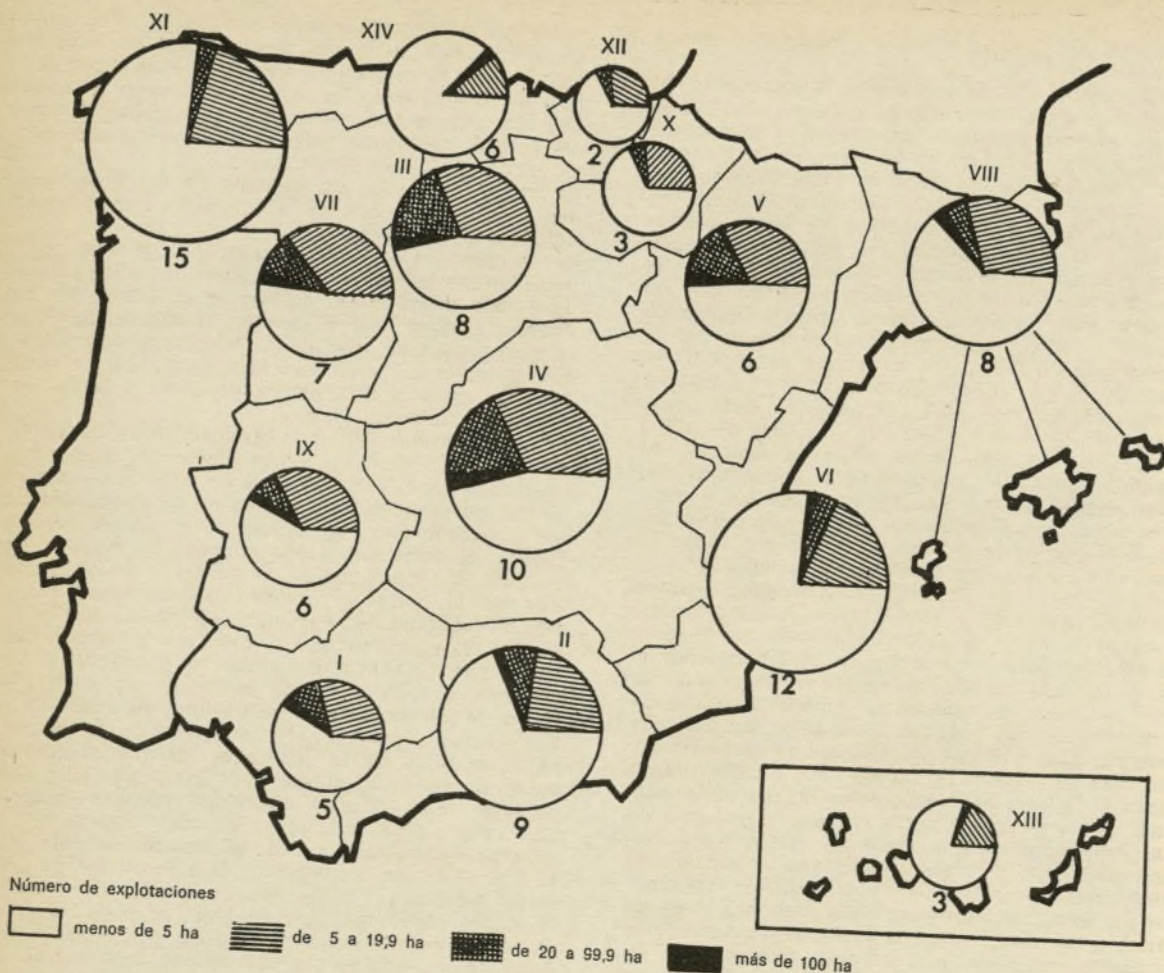 XI
XIV
XII
X
III
6
2
VIII
VII
V
15
3
8
6
8
7
IV
IX
VI
10
6
I
II
12
5
9
XIII
3
Número de explotaciones
menos de 5 ha
de 5 a 19,9 ha
de 20 a 99,9 ha
más de 100 ha